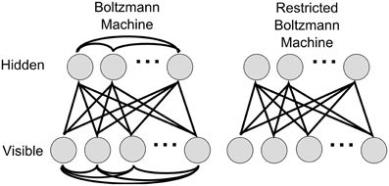 Boltzmann
Machine
Restricted
Boltzmann
Machine
Hidden
Visible